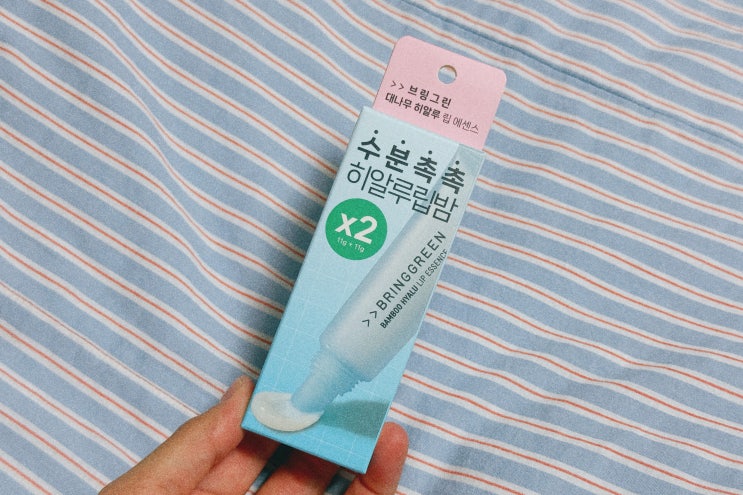 >> 브링그린
대나무 히알루 립 에센스
수분촉촉
히알루립밤
x2
11g + 11g
>> BRINGGREEN
BAMBOO HYALU LIP ESSENCE